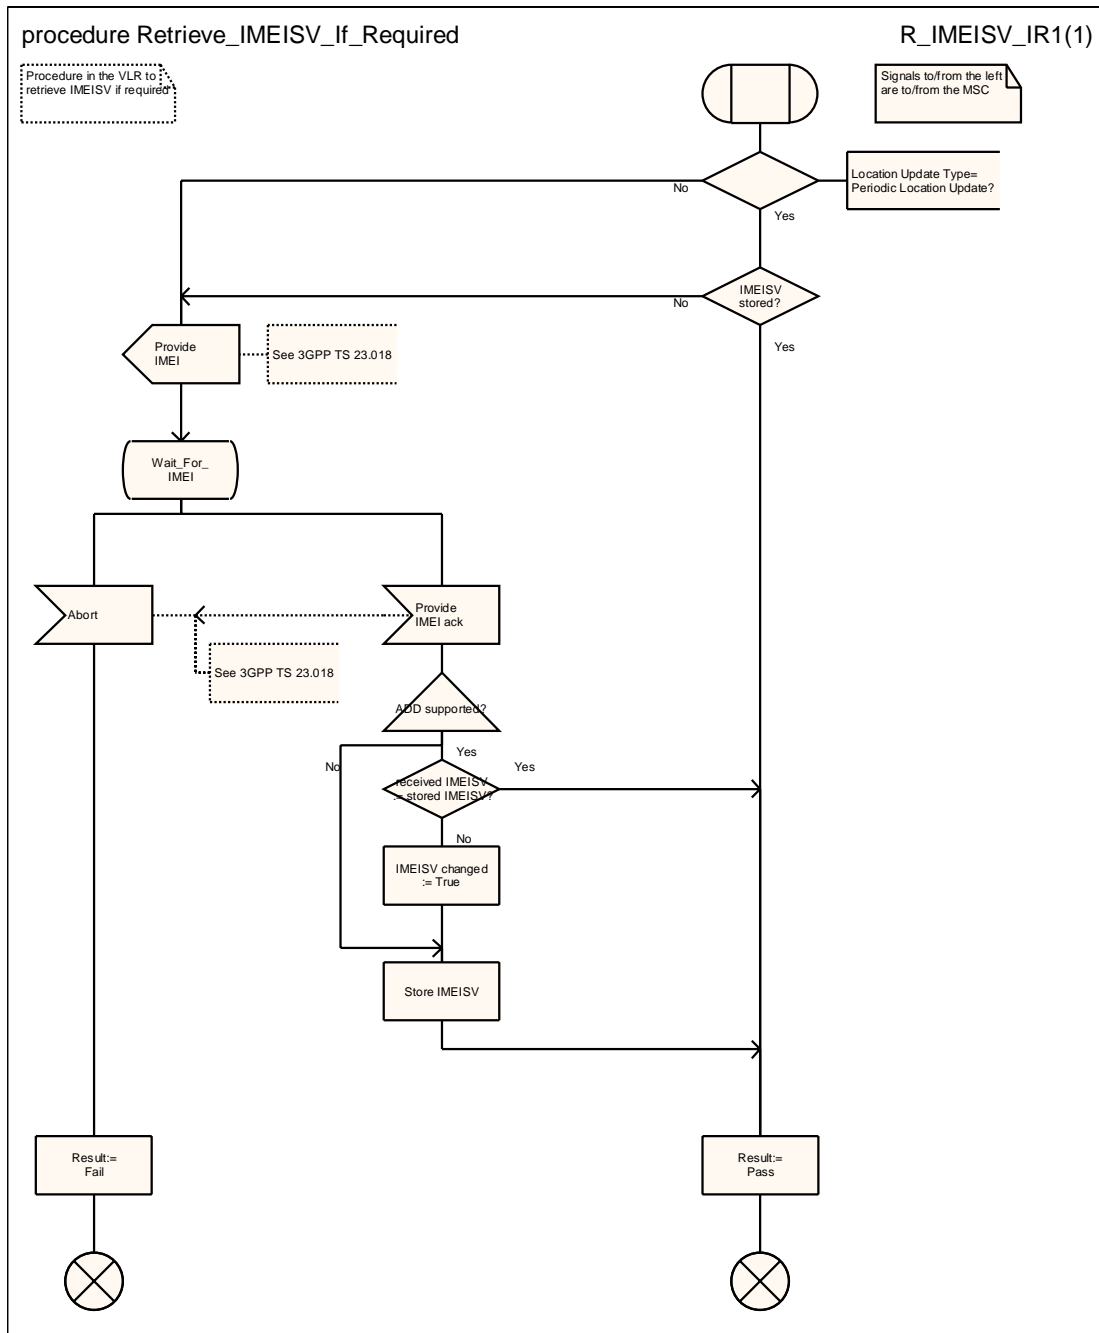 procedure Retrieve_IMEISV_If_Required
R_IMEISV_IR1(1)
Procedure in the VLR to
retrieve IMEISV if required
Signals to/from the left
are to/from the MSC
Location Update Type=
Periodic Location Update?
No
Yes
IMEISV
stored?
No
Yes
Provide
IMEI
See 3GPP TS 23.018
Wait_For_
IMEI
Abort
Provide
IMEI ack
See 3GPP TS 23.018
ADD supported?
Yes
No
Yes
received IMEISV
:= stored IMEISV?
No
IMEISV changed
:= True
Store IMEISV
Result:=
Fail
Result:=
Pass